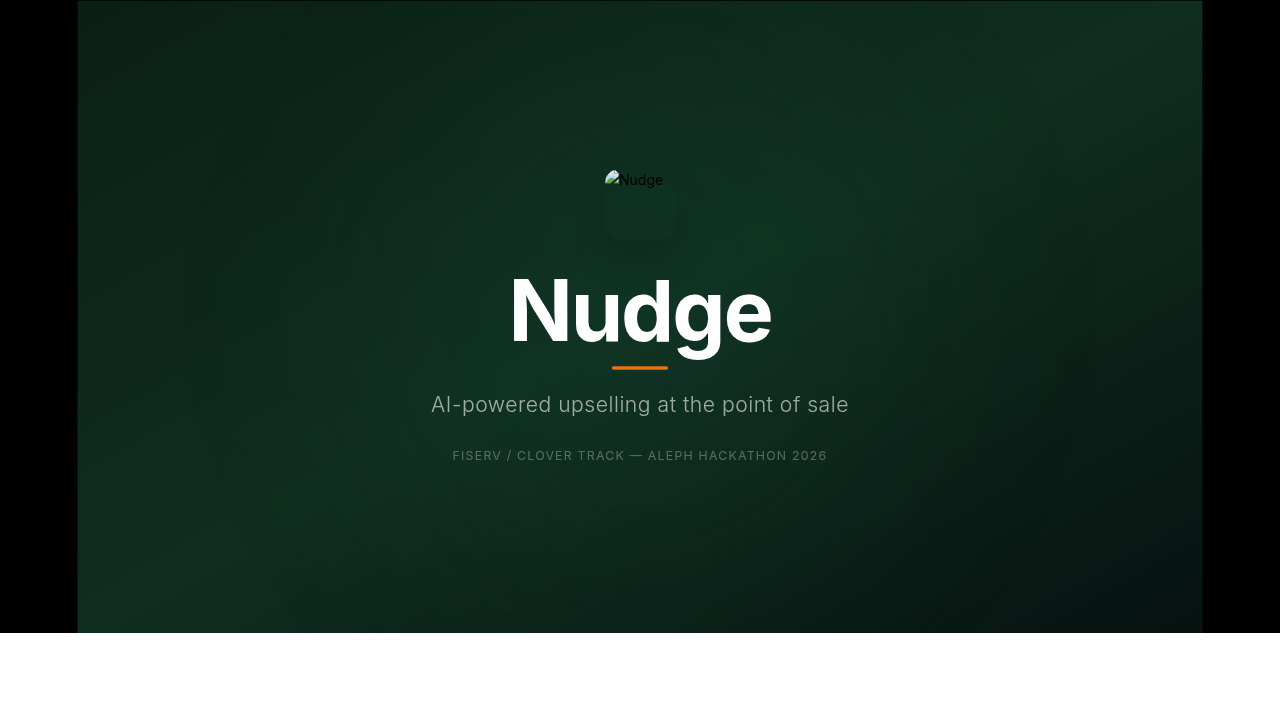 Nudge
Nudge
AI-powered upselling at the point of sale
FISERV / CLOVER TRACK — ALEPH HACKATHON 2026